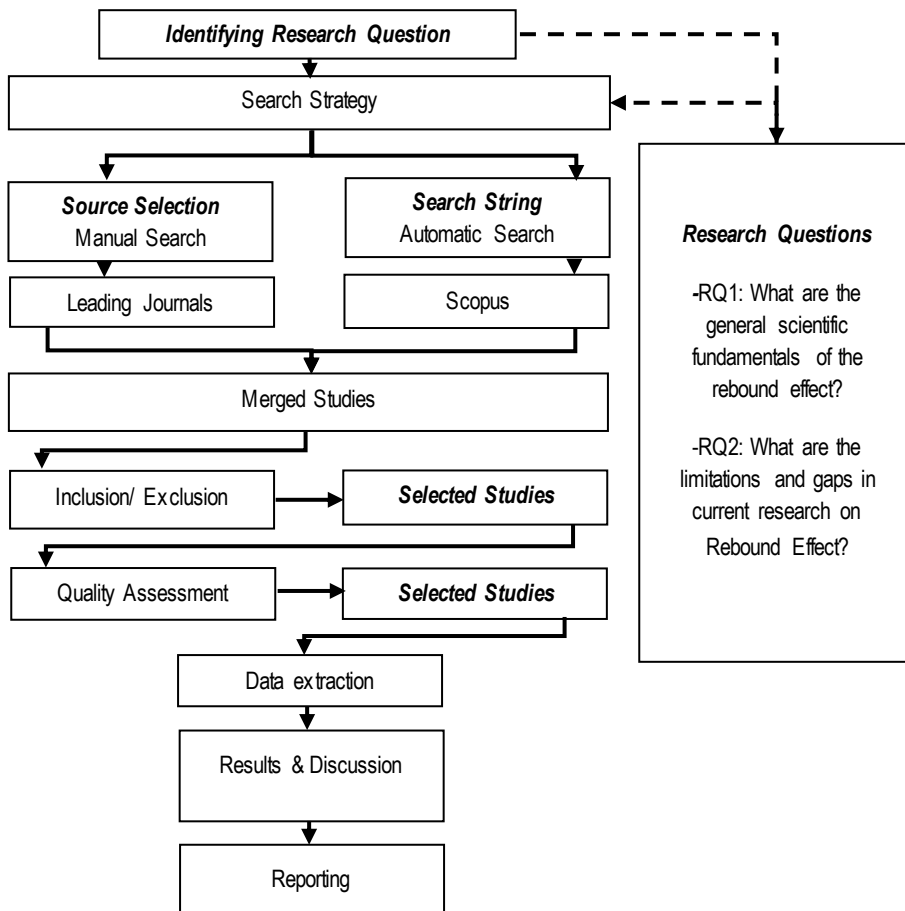 Identifying Research Question
Search Strategy
Source Selection
Manual Search
Search String
Automatic Search
Leading Journals
Scopus
Merged Studies
Inclusion/ Exclusion
Selected Studies
Quality Assessment
Selected Studies
Data extraction
Results & Discussion
Reporting
Research Questions
-RQ1: What are the
general scientific
fundamentals of the
rebound effect?
-RQ2: What are the
limitations and gaps in
current research on
Rebound Effect?